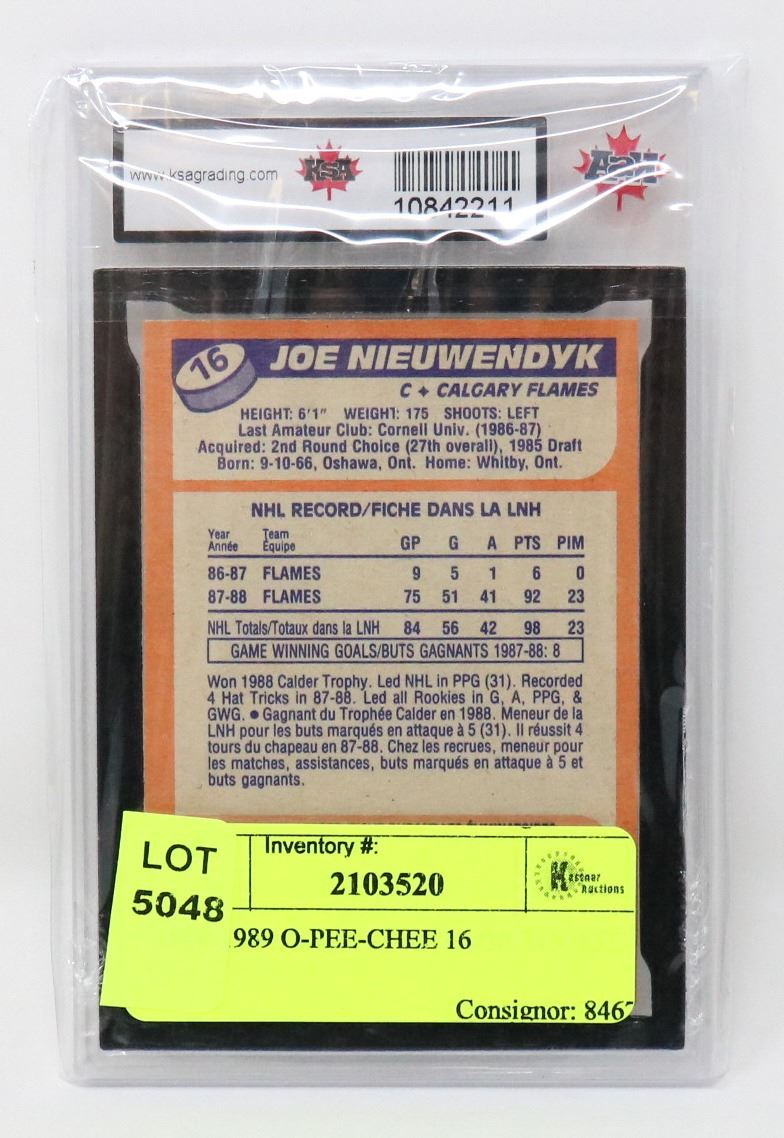 www.ksagrading.com
KSA
10842211
KSA
16
JOE NIEUWENDYK
C ✦ CALGARY FLAMES
HEIGHT: 6'1" WEIGHT: 175 SHOOTS: LEFT
Last Amateur Club: Cornell Univ. (1986-87)
Acquired: 2nd Round Choice (27th overall), 1985 Draft
Born: 9-10-66, Oshawa, Ont. Home: Whitby, Ont.
NHL RECORD/FICHE DANS LA LNH
Year Team
Année Équipe GP G A PTS PIM
86-87 FLAMES 9 5 1 6 0
87-88 FLAMES 75 51 41 92 23
NHL Totals/Totaux dans la LNH 84 56 42 98 23
GAME WINNING GOALS/BUTS GAGNANTS 1987-88: 8
Won 1988 Calder Trophy. Led NHL in PPG (31). Recorded
4 Hat Tricks in 87-88. Led all Rookies in G, A, PPG, &
GWG. ● Gagnant du Trophée Calder en 1988. Meneur de la
LNH pour les buts marqués en attaque à 5 (31). Il réussit 4
tours du chapeau en 87-88. Chez les recrues, meneur pour
les matches, assistances, buts marqués en attaque à 5 et
buts gagnants.
LOT
5048
Inventory #:
2103520
Kastner
Auctions
989 O-PEE-CHEE 16
Consignor: 846